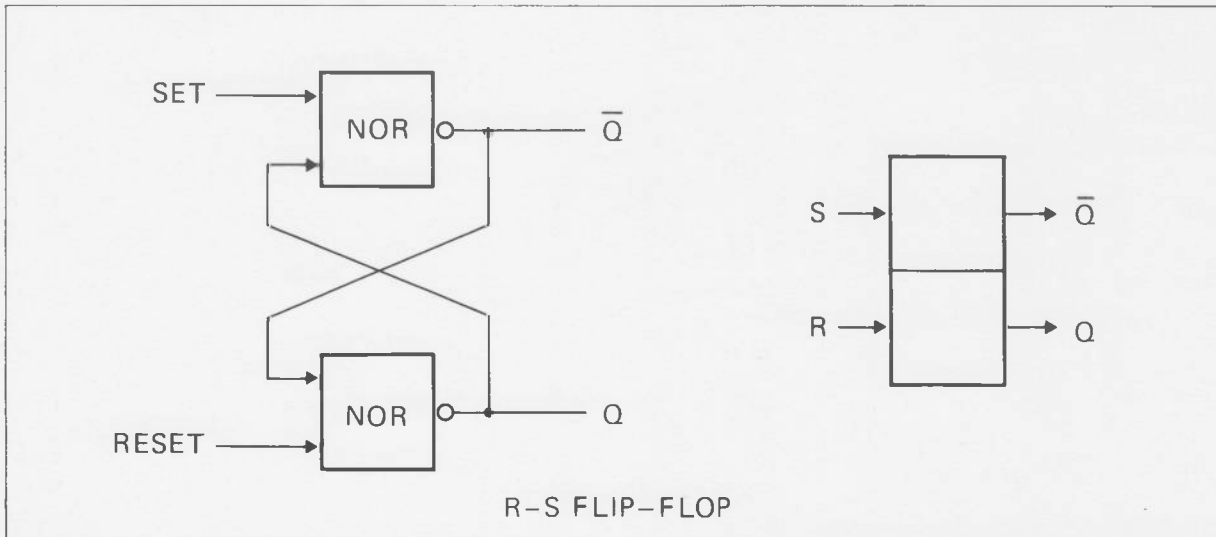 SET
NOR
Q̅
NOR
Q
RESET
S
Q̅
R
Q
R-S FLIP-FLOP